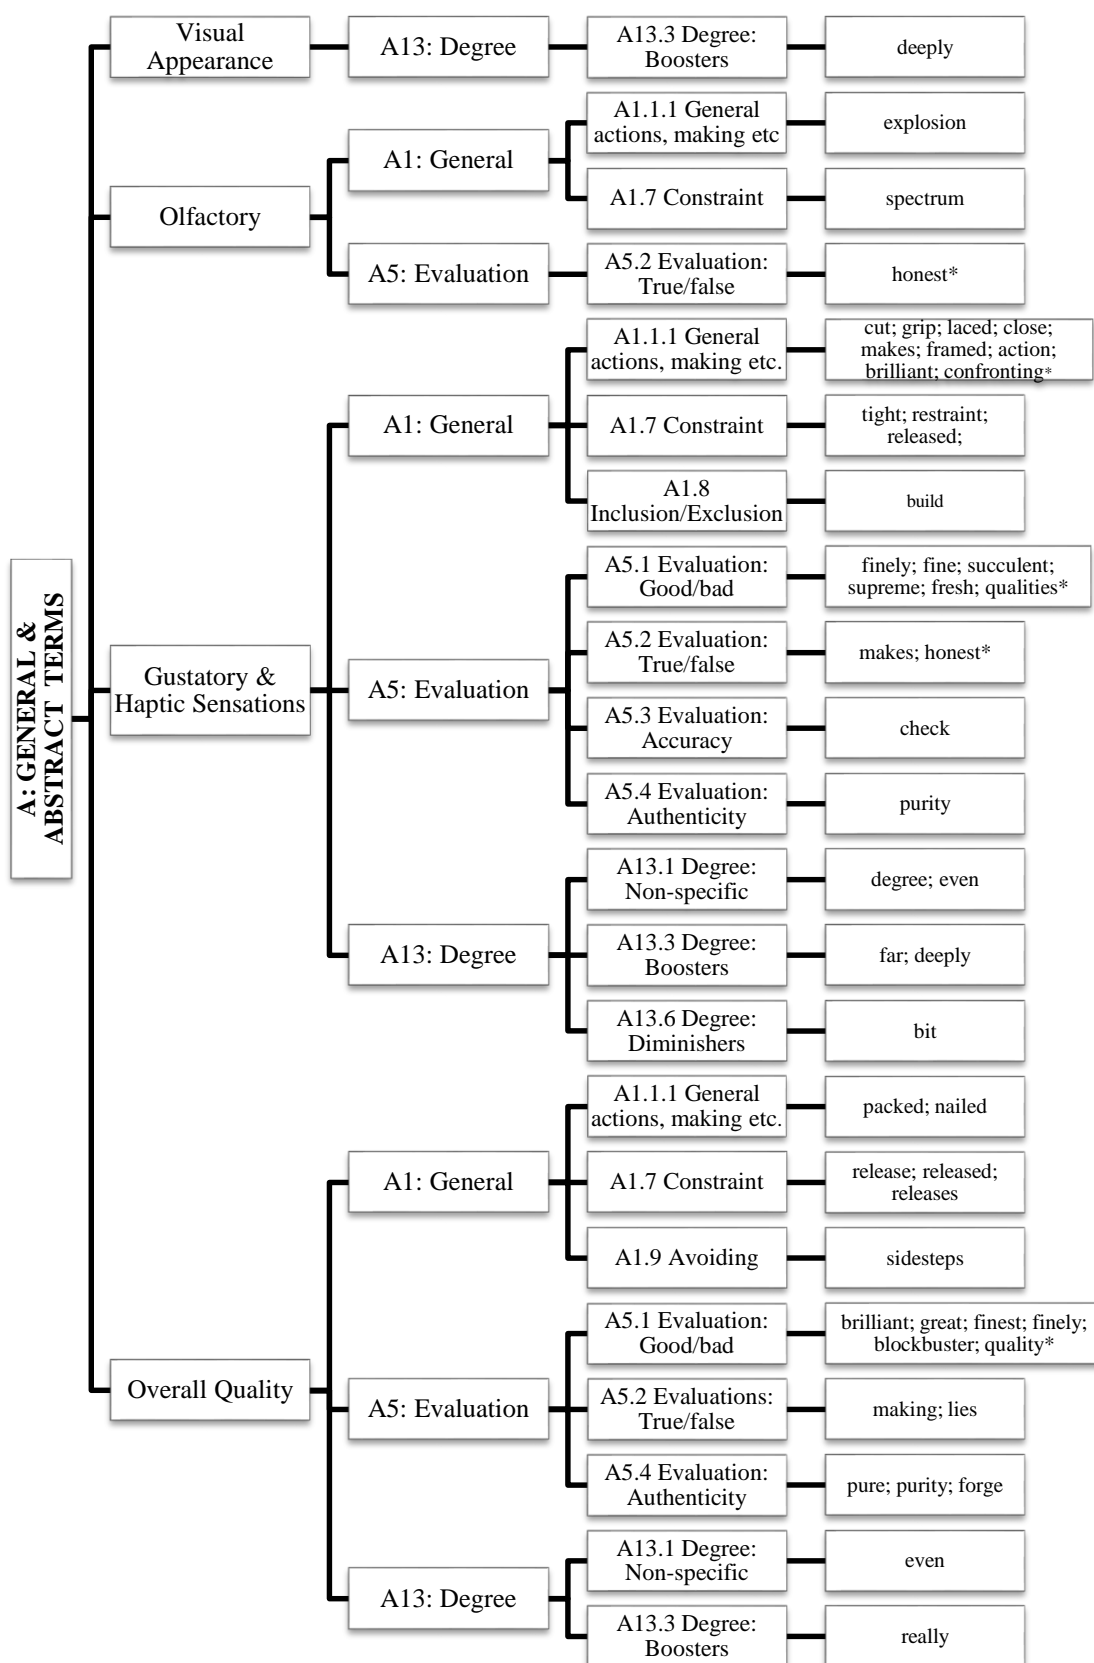 A: GENERAL &
ABSTRACT TERMS
Visual
Appearance
A13: Degree
A13.3 Degree:
Boosters
deeply
Olfactory
A1: General
A1.1.1 General
actions, making etc
explosion
A1.7 Constraint
spectrum
A5: Evaluation
A5.2 Evaluation:
True/false
honest*
Gustatory &
Haptic Sensations
A1: General
A1.1.1 General
actions, making etc.
cut; grip; laced; close;
makes; framed; action;
brilliant; confronting*
A1.7 Constraint
tight; restraint;
released;
A1.8
Inclusion/Exclusion
build
A5: Evaluation
A5.1 Evaluation:
Good/bad
finely; fine; succulent;
supreme; fresh; qualities*
A5.2 Evaluation:
True/false
makes; honest*
A5.3 Evaluation:
Accuracy
check
A5.4 Evaluation:
Authenticity
purity
A13: Degree
A13.1 Degree:
Non-specific
degree; even
A13.3 Degree:
Boosters
far; deeply
A13.6 Degree:
Diminishers
bit
Overall Quality
A1: General
A1.1.1 General
actions, making etc.
packed; nailed
A1.7 Constraint
release; released;
releases
A1.9 Avoiding
sidesteps
A5: Evaluation
A5.1 Evaluation:
Good/bad
brilliant; great; finest; finely;
blockbuster; quality*
A5.2 Evaluations:
True/false
making; lies
A5.4 Evaluation:
Authenticity
pure; purity; forge
A13: Degree
A13.1 Degree:
Non-specific
even
A13.3 Degree:
Boosters
really